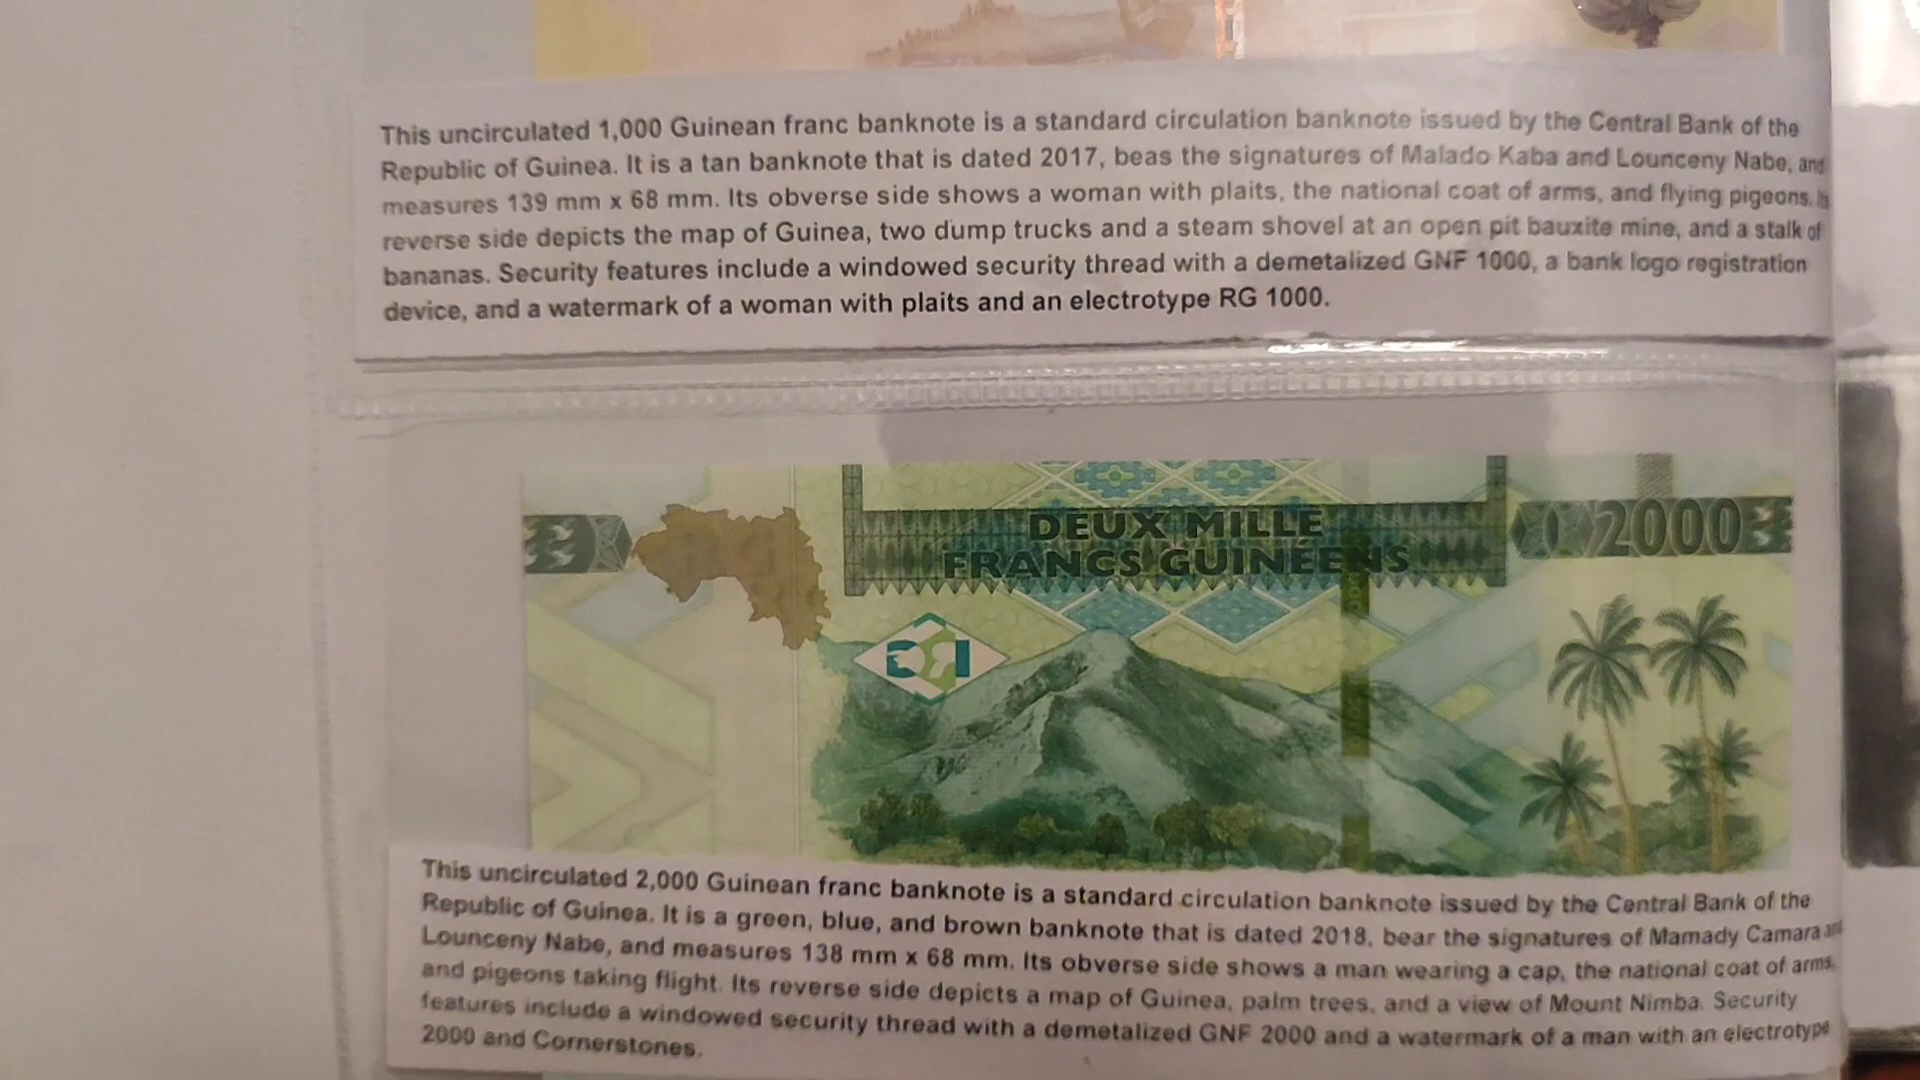 This uncirculated 1,000 Guinean franc banknote is a standard circulation banknote issued by the Central Bank of the
Republic of Guinea. It is a tan banknote that is dated 2017, beas the signatures of Malado Kaba and Lounceny Nabe, and
measures 139 mm x 68 mm. Its obverse side shows a woman with plaits, the national coat of arms, and flying pigeons. Its
reverse side depicts the map of Guinea, two dump trucks and a steam shovel at an open pit bauxite mine, and a stalk of
bananas. Security features include a windowed security thread with a demetalized GNF 1000, a bank logo registration
device, and a watermark of a woman with plaits and an electrotype RG 1000.
DEUX MILLE
FRANCS GUINÉENS
2000
This uncirculated 2,000 Guinean franc banknote is a standard circulation banknote issued by the Central Bank of the
Republic of Guinea. It is a green, blue, and brown banknote that is dated 2018, bear the signatures of Mamady Camara and
Lounceny Nabe, and measures 138 mm x 68 mm. Its obverse side shows a man wearing a cap, the national coat of arms,
and pigeons taking flight. Its reverse side depicts a map of Guinea, palm trees, and a view of Mount Nimba. Security
features include a windowed security thread with a demetalized GNF 2000 and a watermark of a man with an electrotype
2000 and Cornerstones.